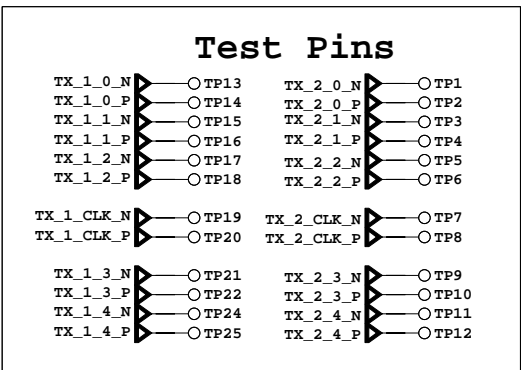 Test Pins
TX_1_0_N TP13
TX_1_0_P TP14
TX_1_1_N TP15
TX_1_1_P TP16
TX_1_2_N TP17
TX_1_2_P TP18
TX_1_CLK_N TP19
TX_1_CLK_P TP20
TX_1_3_N TP21
TX_1_3_P TP22
TX_1_4_N TP24
TX_1_4_P TP25
TX_2_0_N TP1
TX_2_0_P TP2
TX_2_1_N TP3
TX_2_1_P TP4
TX_2_2_N TP5
TX_2_2_P TP6
TX_2_CLK_N TP7
TX_2_CLK_P TP8
TX_2_3_N TP9
TX_2_3_P TP10
TX_2_4_N TP11
TX_2_4_P TP12